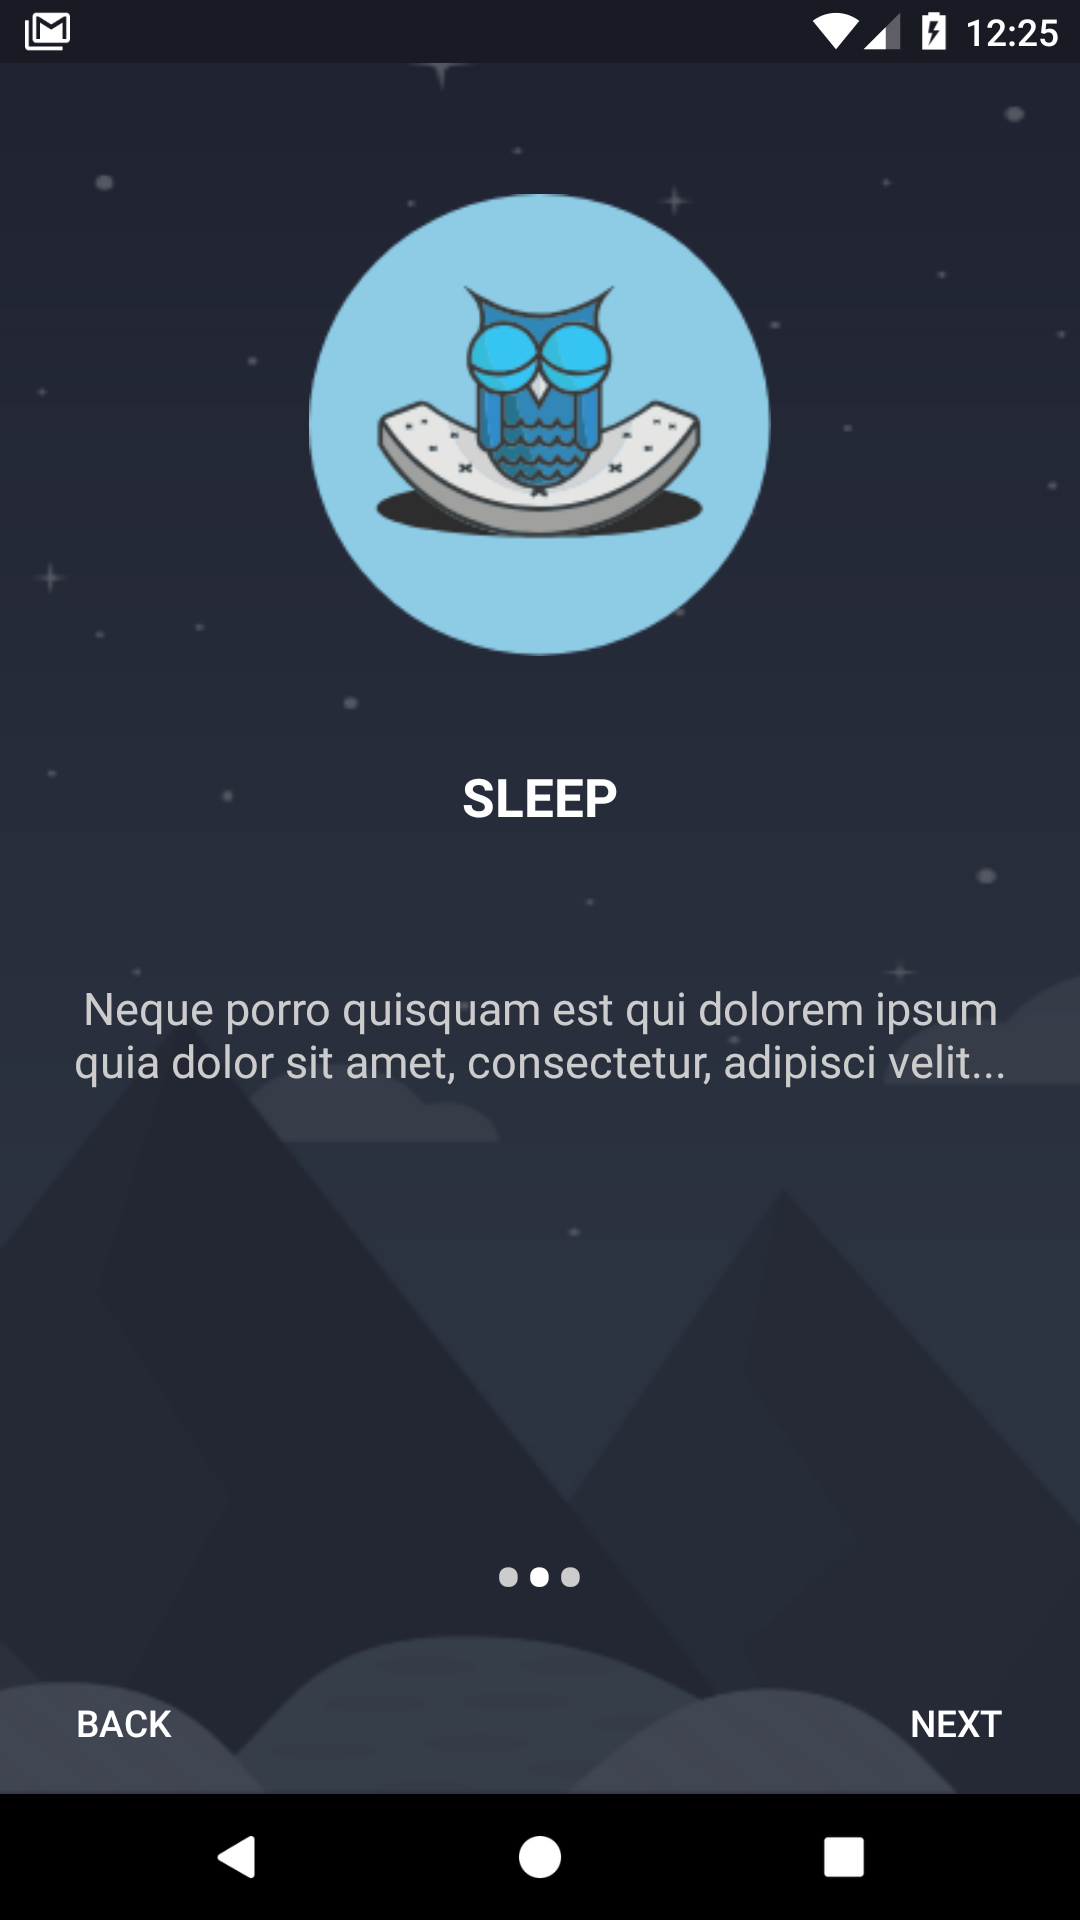 12:25
SLEEP
Neque porro quisquam est qui dolorem ipsum
quia dolor sit amet, consectetur, adipisci velit...
BACK
NEXT